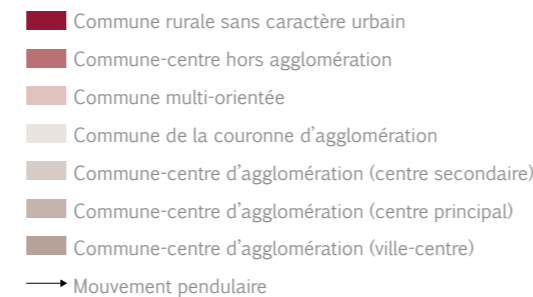 Commune rurale sans caractère urbain
Commune-centre hors agglomération
Commune multi-orientée
Commune de la couronne d'agglomération
Commune-centre d'agglomération (centre secondaire)
Commune-centre d'agglomération (centre principal)
Commune-centre d'agglomération (ville-centre)
Mouvement pendulaire